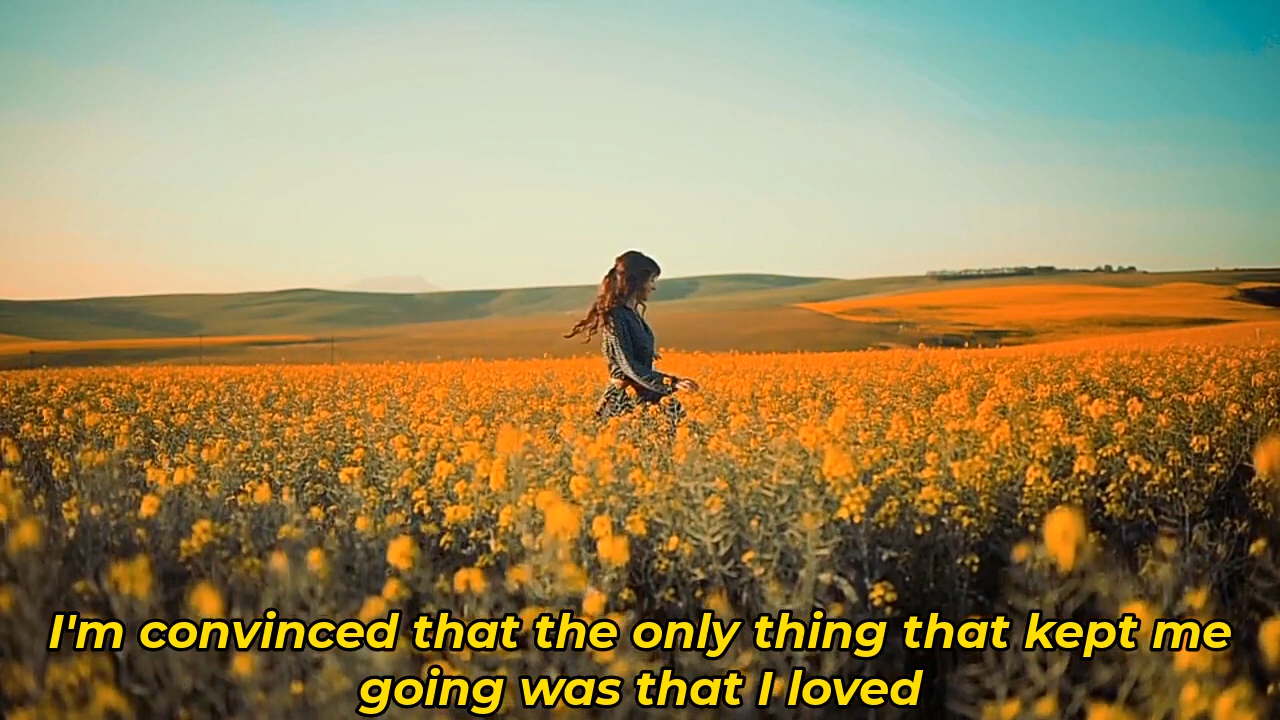 I'm convinced that the only thing that kept me
going was that I loved